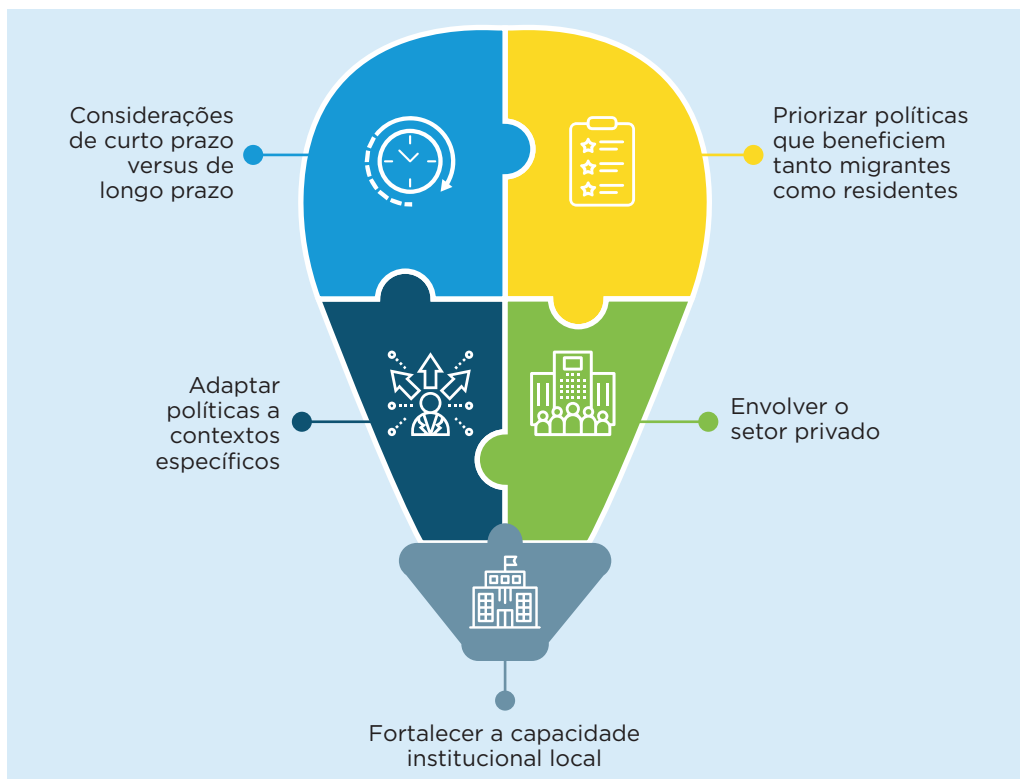 Considerações
de curto prazo
versus de
longo prazo
Priorizar políticas
que beneficiem
tanto migrantes
como residentes
Adaptar
políticas a
contextos
específicos
Envolver o
setor privado
Fortalecer a capacidade
institucional local